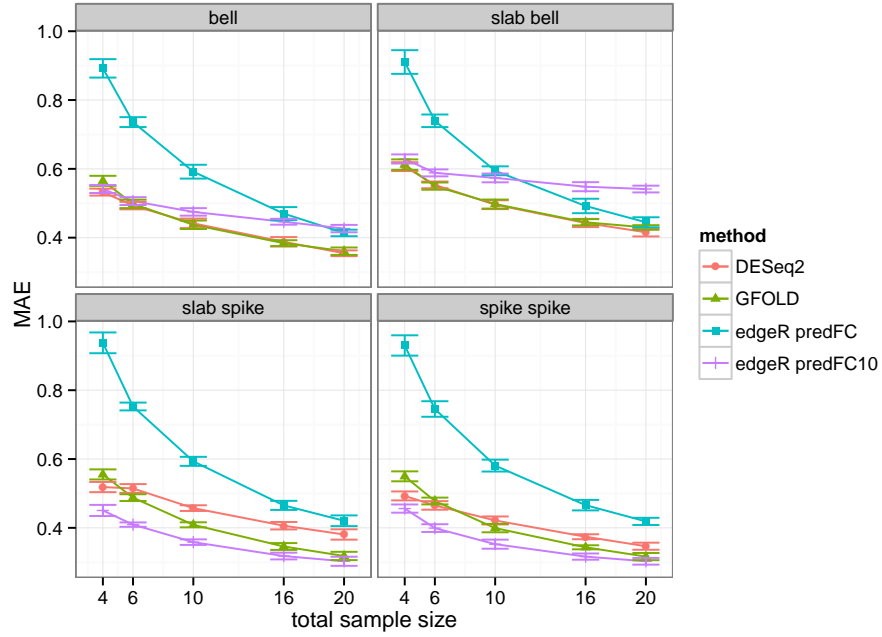 bell
slab bell
1.0
0.8
0.6
0.4
MAE
slab spike
spike spike
1.0
0.8
0.6
0.4
4 6 10 16 20
4 6 10 16 20
total sample size
method
DESeq2
GFOLD
edgeR predFC
edgeR predFC10